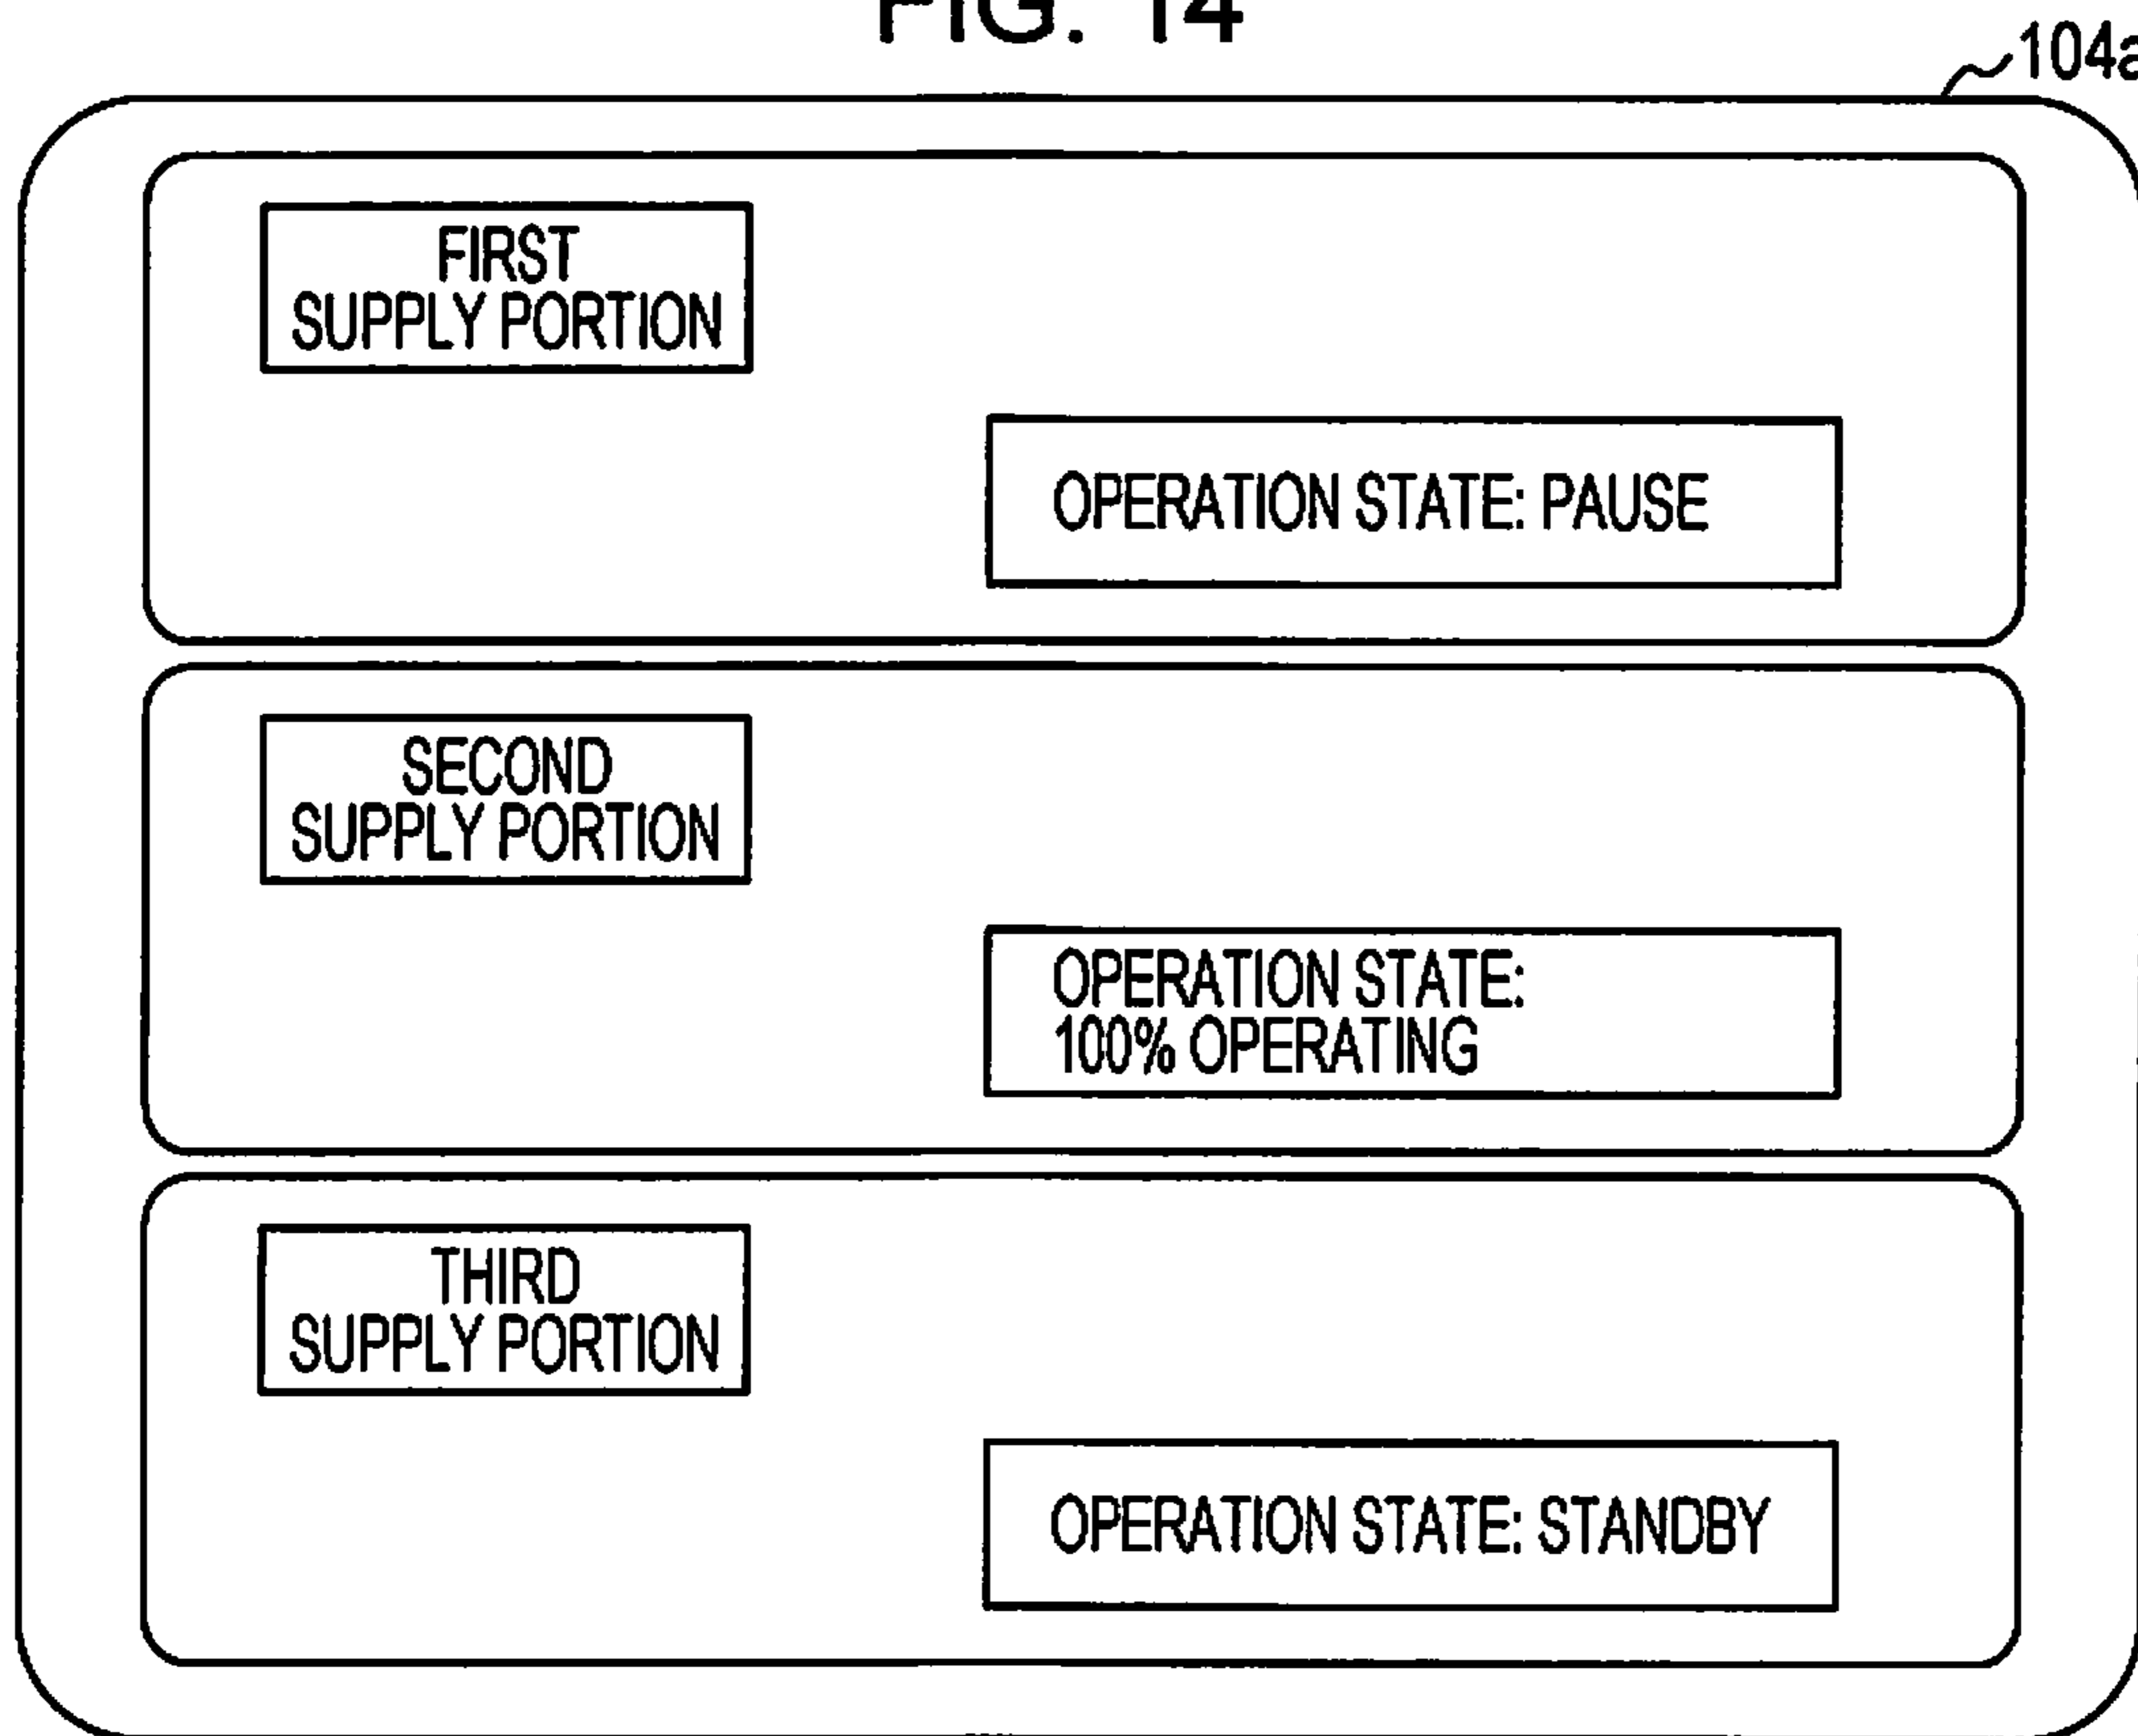 FIG. 14
104a
FIRST
SUPPLY PORTION
OPERATION STATE: PAUSE
SECOND
SUPPLY PORTION
OPERATION STATE:
100% OPERATING
THIRD
SUPPLY PORTION
OPERATION STATE: STANDBY